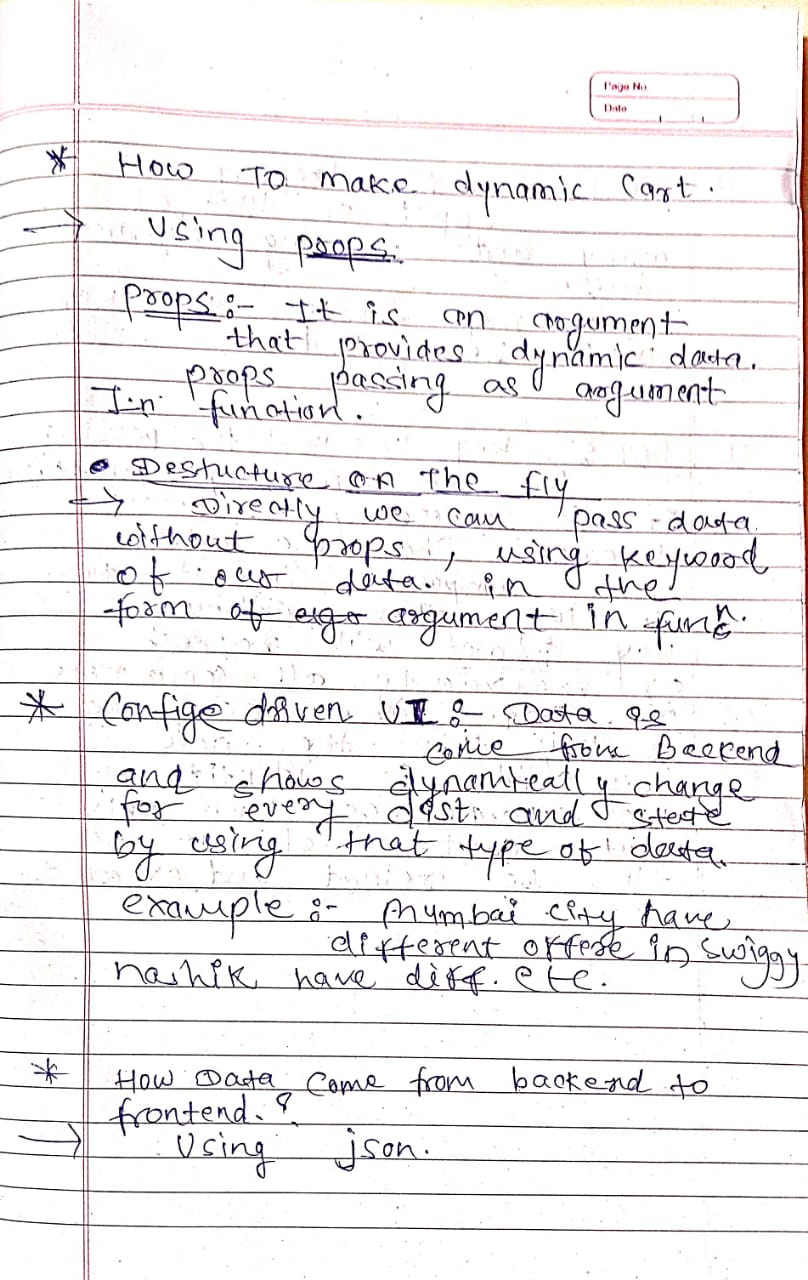 Page No.
Date
* How To make dynamic Cart.
→ Using props.
Props :- It is an argument
that provides dynamic data.
props passing as argument
In function.
• Destucture on The fly
→ Directly we can pass data
without props, using keyword
of our data. in the
form of argument in funcn.
* Config driven UI :- Data
come from Backend
and shows dynamically change
for every dist. and state
by using that type of data.
example :- Mumbai city have
different offers in swiggy
nashik have diff. etc.
* How Data Come from backend to
frontend.?
→ Using json.